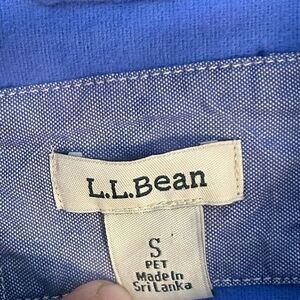 L.L.Bean
S
PET
Made In
Sri Lanka